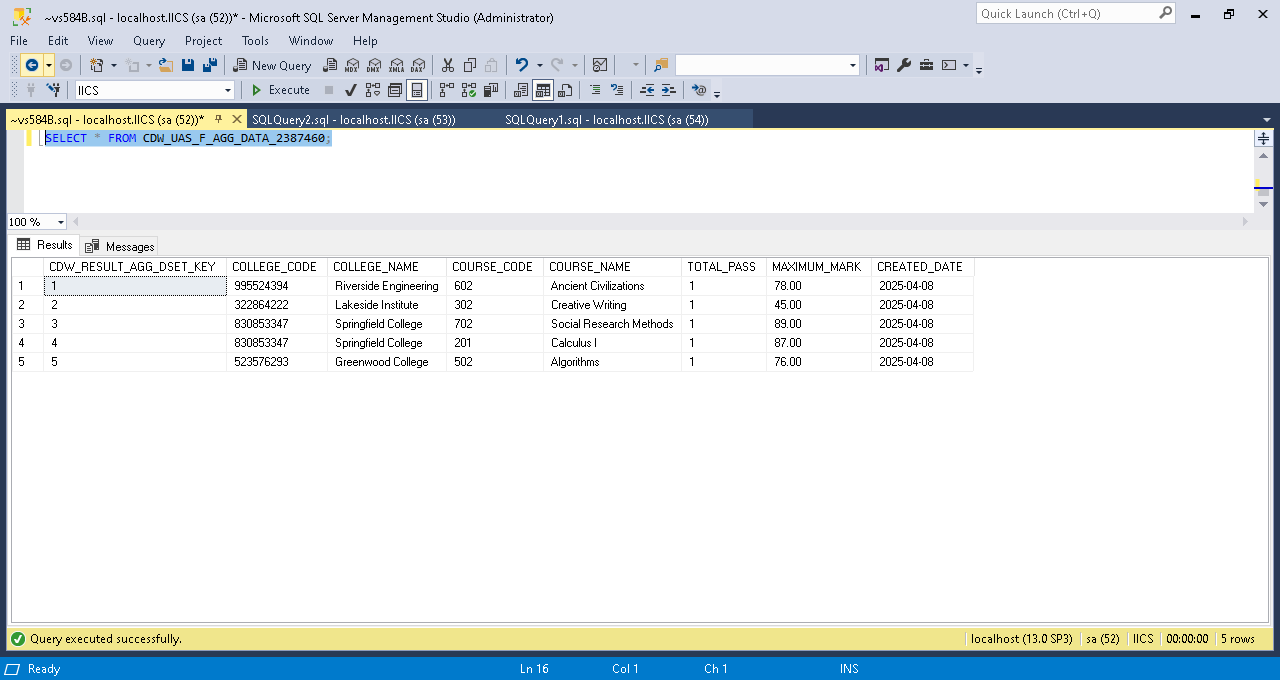 ~vs584B.sql - localhost.IICS (sa (52))* - Microsoft SQL Server Management Studio (Administrator)
Quick Launch (Ctrl+Q)
File Edit View Query Project Tools Window Help
New Query MDX DMX XMLA DAX
IICS Execute
~vs584B.sql - localhost.IICS (sa (52))* SQLQuery2.sql - localhost.IICS (sa (53)) SQLQuery1.sql - localhost.IICS (sa (54))
SELECT * FROM CDW_UAS_F_AGG_DATA_2387460;
100 %
Results Messages
CDW_RESULT_AGG_DSET_KEY COLLEGE_CODE COLLEGE_NAME COURSE_CODE COURSE_NAME TOTAL_PASS MAXIMUM_MARK CREATED_DATE
1 1 995524394 Riverside Engineering 602 Ancient Civilizations 1 78.00 2025-04-08
2 2 322864222 Lakeside Institute 302 Creative Writing 1 45.00 2025-04-08
3 3 830853247 Springfield College 702 Social Research Methods 1 89.00 2025-04-08
4 4 830853247 Springfield College 201 Calculus I 1 87.00 2025-04-08
5 5 523576293 Greenwood College 502 Algorithms 1 76.00 2025-04-08
Query executed successfully. localhost (13.0 SP3) sa (52) IICS 00:00:00 5 rows
Ready Ln 16 Col 1 Ch 1 INS